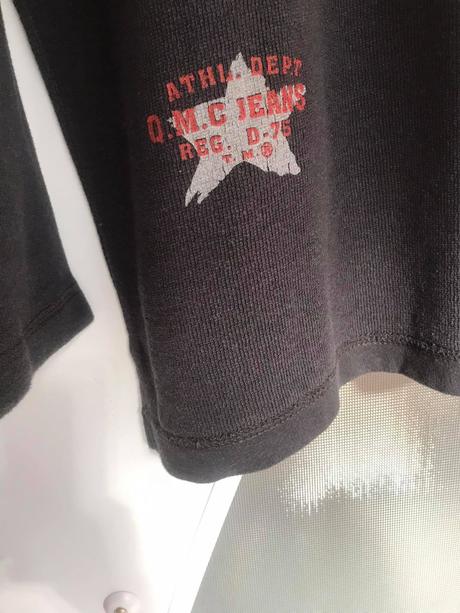 ATHL. DEPT
Q.M.C JEANS
REG. D-75
T.M.®